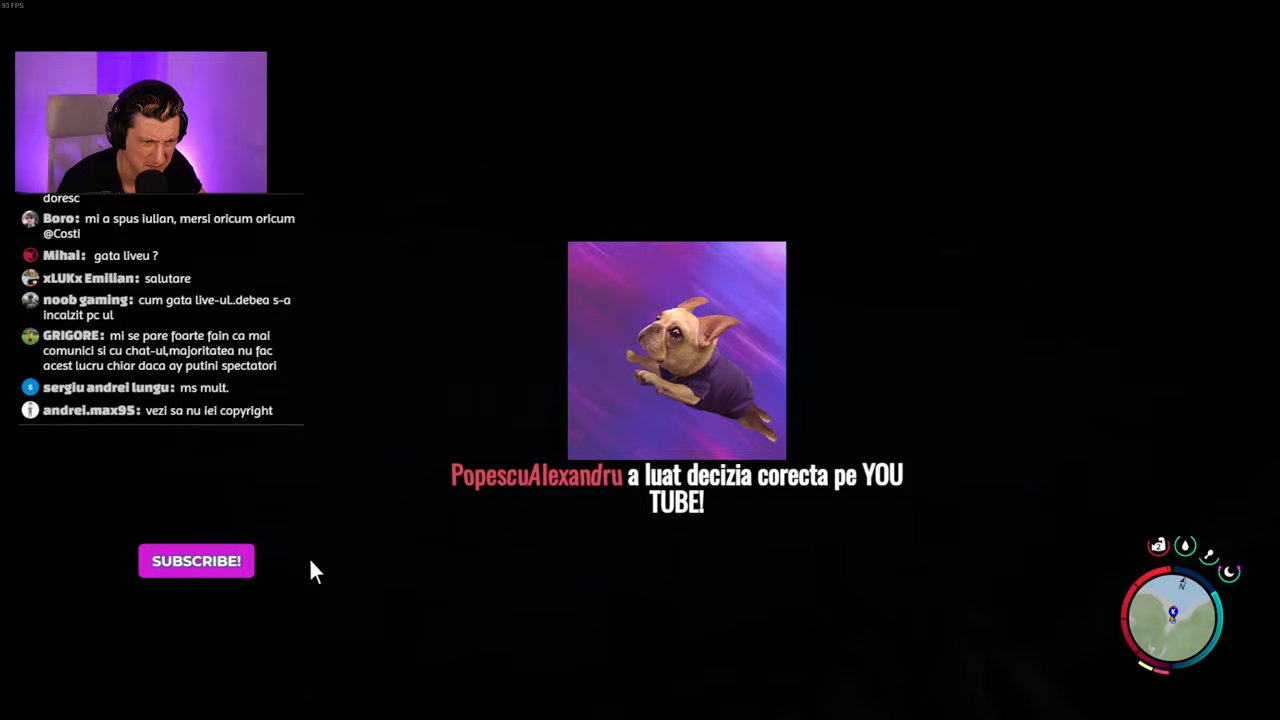 93 FPS
doresc
Boro: mi a spus iulian, mersi oricum oricum
@Costi
Mihai: gata liveu ?
xLUKx Emilian: salutare
noob gaming: cum gata live-ul..debea s-a
incalzit pc ul
GRIGORE: mi se pare foarte fain ca mai
comunici si cu chat-ul,majoritatea nu fac
acest lucru chiar daca ay putini spectatori
S sergiu andrei lungu: ms mult.
andrei.max95: vezi sa nu iei copyright
PopescuAlexandru a luat decizia corecta pe YOU
TUBE!
SUBSCRIBE!
2
N
K